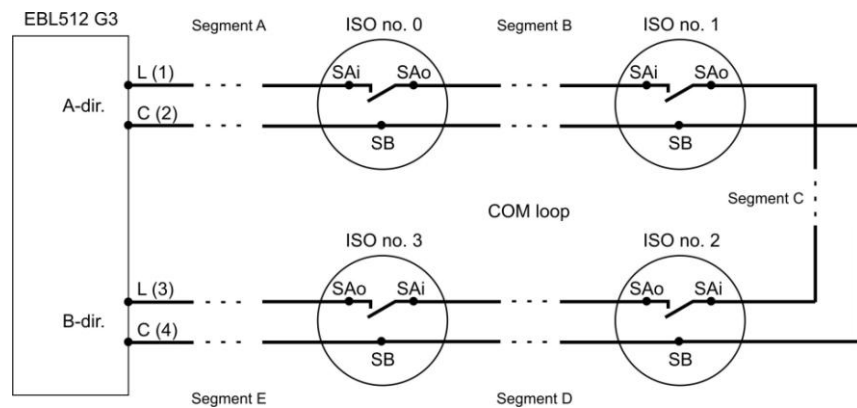 EBL512 G3
Segment A
ISO no. 0
Segment B
ISO no. 1
L (1)
SAi
SAo
SAi
SAo
A-dir.
C (2)
SB
SB
Segment C
COM loop
ISO no. 3
ISO no. 2
L (3)
SAo
SAi
SAo
SAi
B-dir.
C (4)
SB
SB
Segment E
Segment D